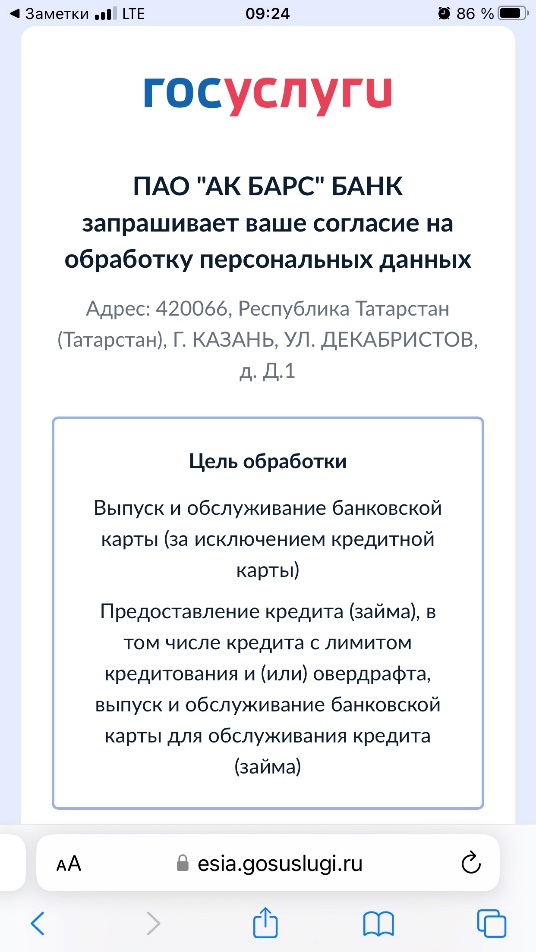 ◀ Заметки LTE 09:24 86 %
госуслуги
ПАО "АК БАРС" БАНК
запрашивает ваше согласие на
обработку персональных данных
Адрес: 420066, Республика Татарстан
(Татарстан), Г. КАЗАНЬ, УЛ. ДЕКАБРИСТОВ,
д. Д.1
Цель обработки
Выпуск и обслуживание банковской
карты (за исключением кредитной
карты)
Предоставление кредита (займа), в
том числе кредита с лимитом
кредитования и (или) овердрафта,
выпуск и обслуживание банковской
карты для обслуживания кредита
(займа)
АА esia.gosuslugi.ru